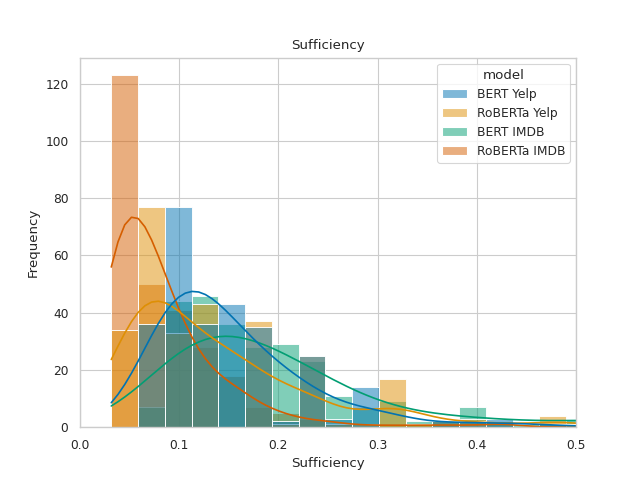 Sufficiency
model
BERT Yelp
RoBERTa Yelp
BERT IMDB
RoBERTa IMDB
Frequency
120
100
80
60
40
20
0
0.0 0.1 0.2 0.3 0.4 0.5
Sufficiency